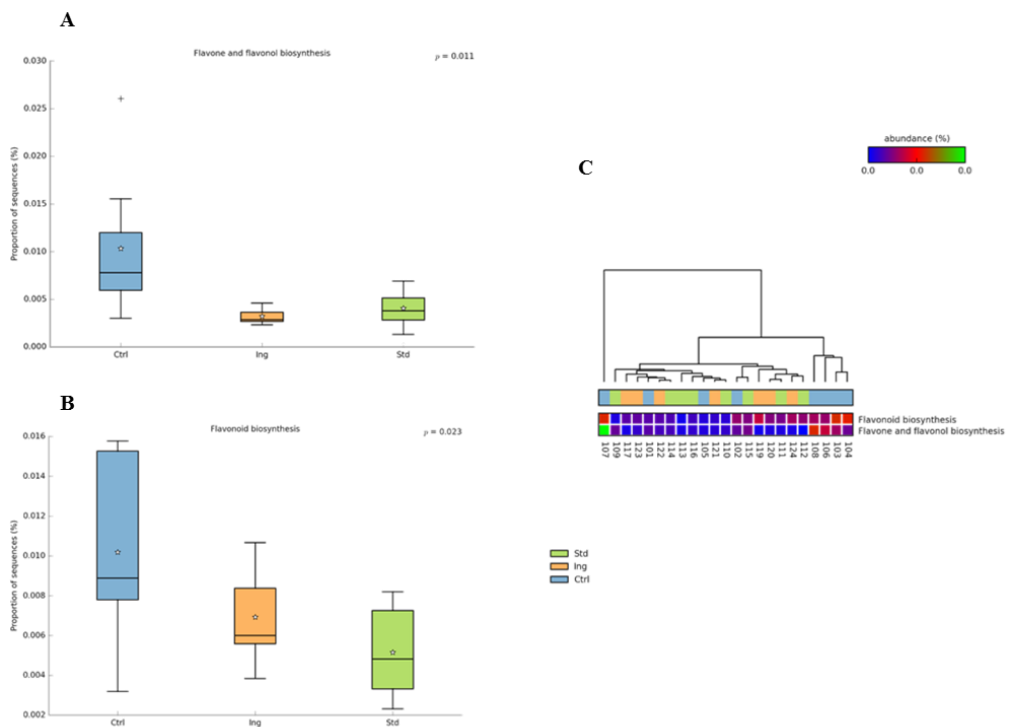 A
Flavone and flavonol biosynthesis
p = 0.011
0.030
0.025
0.020
0.015
0.010
0.005
0.000
Proportion of sequences (%)
Ctrl Ing Std
B
Flavonoid biosynthesis
p = 0.023
0.016
0.014
0.012
0.010
0.008
0.006
0.004
0.002
Proportion of sequences (%)
Ctrl Ing Std
C
abundance (%)
0.0 0.0 0.0
Flavonoid biosynthesis
Flavone and flavonol biosynthesis
107 109 117 123 101 122 114 113 116 105 121 110 102 115 119 120 111 124 112 108 106 103 104
Std
Ing
Ctrl